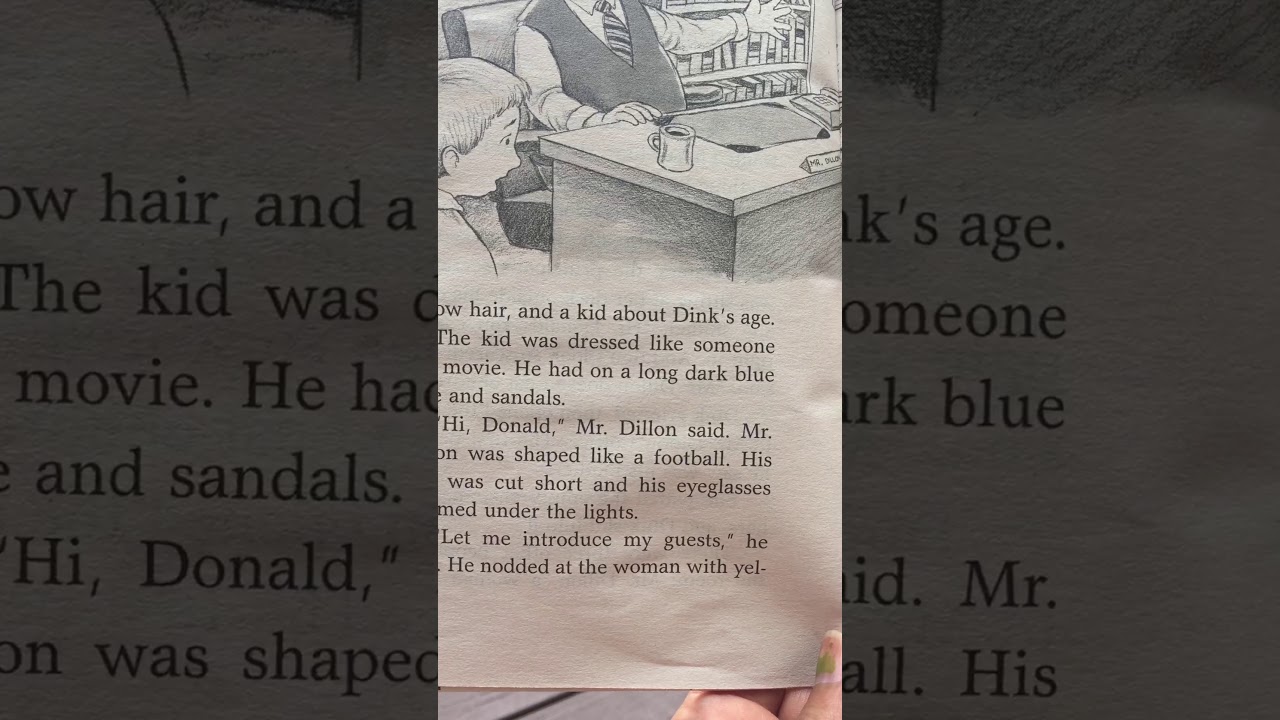 MR. DILLO
ow hair, and a kid about Dink's age.
The kid was dressed like someone
movie. He had on a long dark blue
e and sandals.
"Hi, Donald," Mr. Dillon said. Mr.
on was shaped like a football. His
was cut short and his eyeglasses
med under the lights.
"Let me introduce my guests," he
. He nodded at the woman with yel-